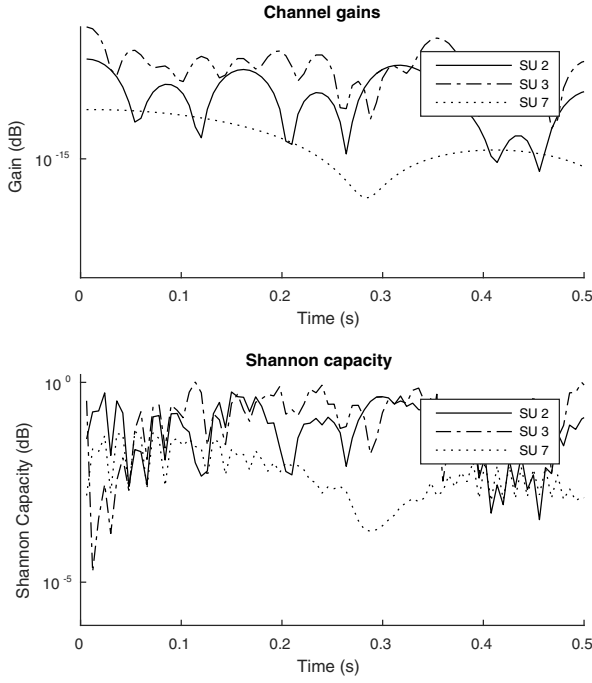 Channel gains
SU 2
SU 3
SU 7
10^-15
Gain (dB)
0 0.1 0.2 0.3 0.4 0.5
Time (s)
Shannon capacity
10^0
SU 2
SU 3
SU 7
10^-5
Shannon Capacity (dB)
0 0.1 0.2 0.3 0.4 0.5
Time (s)